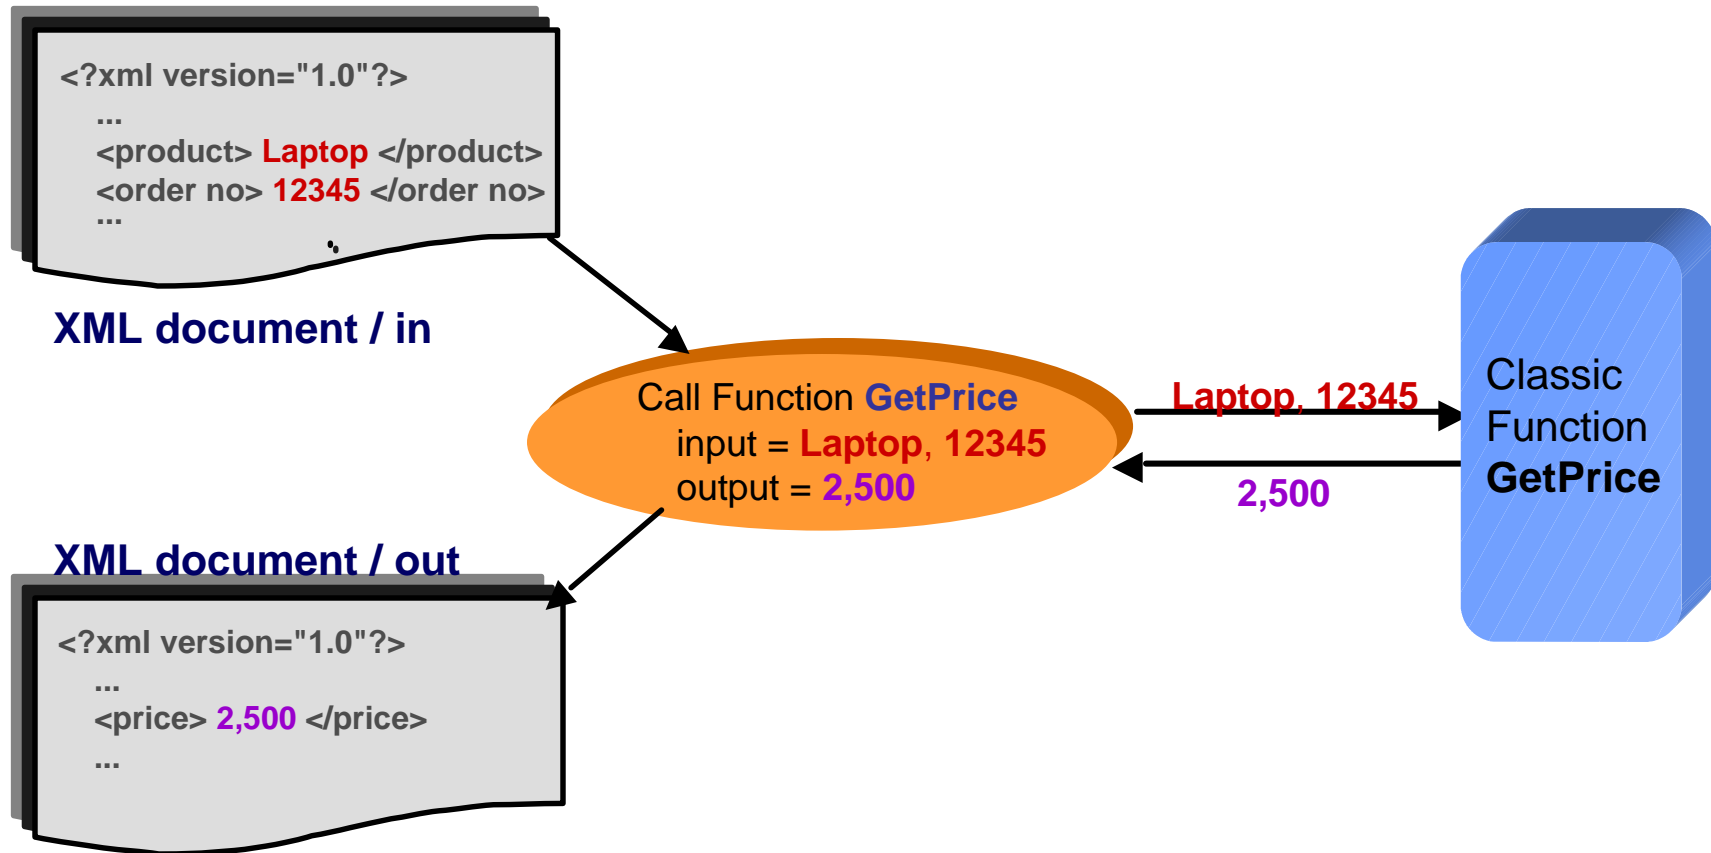 <?xml version="1.0"?>
...
<product> Laptop </product>
<order no> 12345 </order no>
...
XML document / in
Call Function GetPrice
input = Laptop, 12345
output = 2,500
Laptop, 12345
2,500
Classic
Function
GetPrice
XML document / out
<?xml version="1.0"?>
...
<price> 2,500 </price>
...